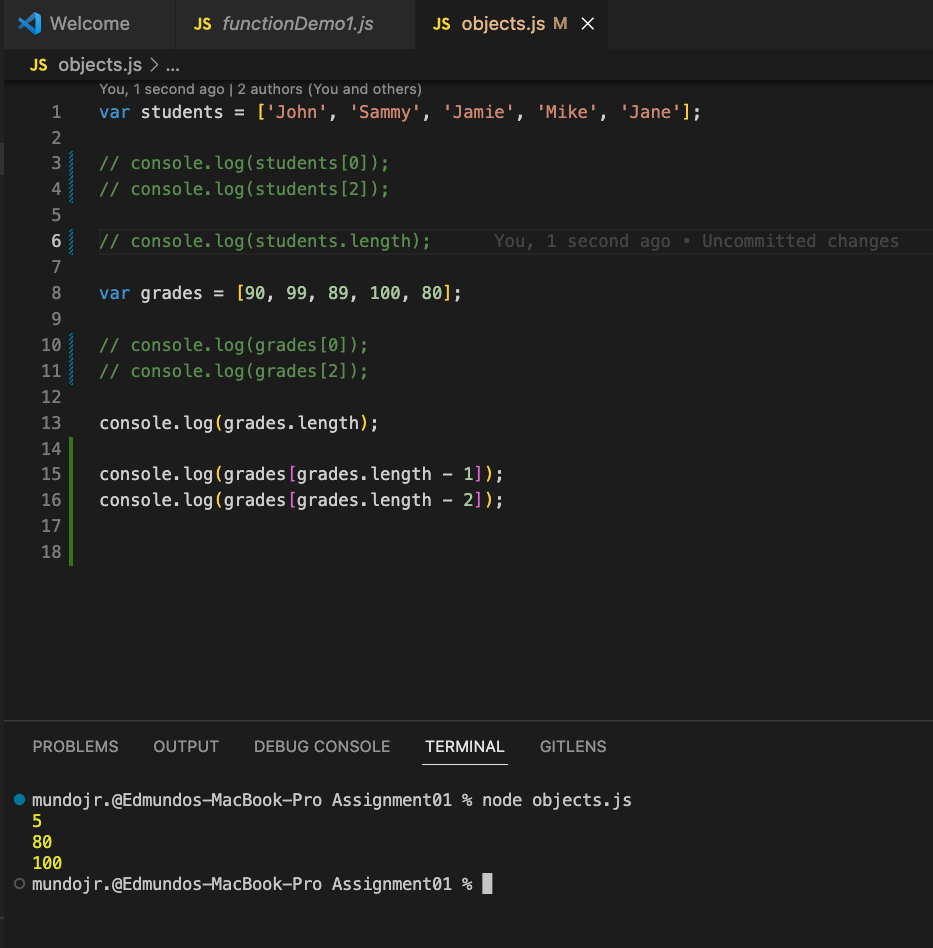 Welcome JS functionDemo1.js JS objects.js M
JS objects.js > ...
You, 1 second ago | 2 authors (You and others)
1 var students = ['John', 'Sammy', 'Jamie', 'Mike', 'Jane'];
2
3 // console.log(students[0]);
4 // console.log(students[2]);
5
6 // console.log(students.length); You, 1 second ago • Uncommitted changes
7
8 var grades = [90, 99, 89, 100, 80];
9
10 // console.log(grades[0]);
11 // console.log(grades[2]);
12
13 console.log(grades.length);
14
15 console.log(grades[grades.length - 1]);
16 console.log(grades[grades.length - 2]);
17
18
PROBLEMS OUTPUT DEBUG CONSOLE TERMINAL GITLENS
mundojr.@Edmundos-MacBook-Pro Assignment01 % node objects.js
5
80
100
mundojr.@Edmundos-MacBook-Pro Assignment01 %